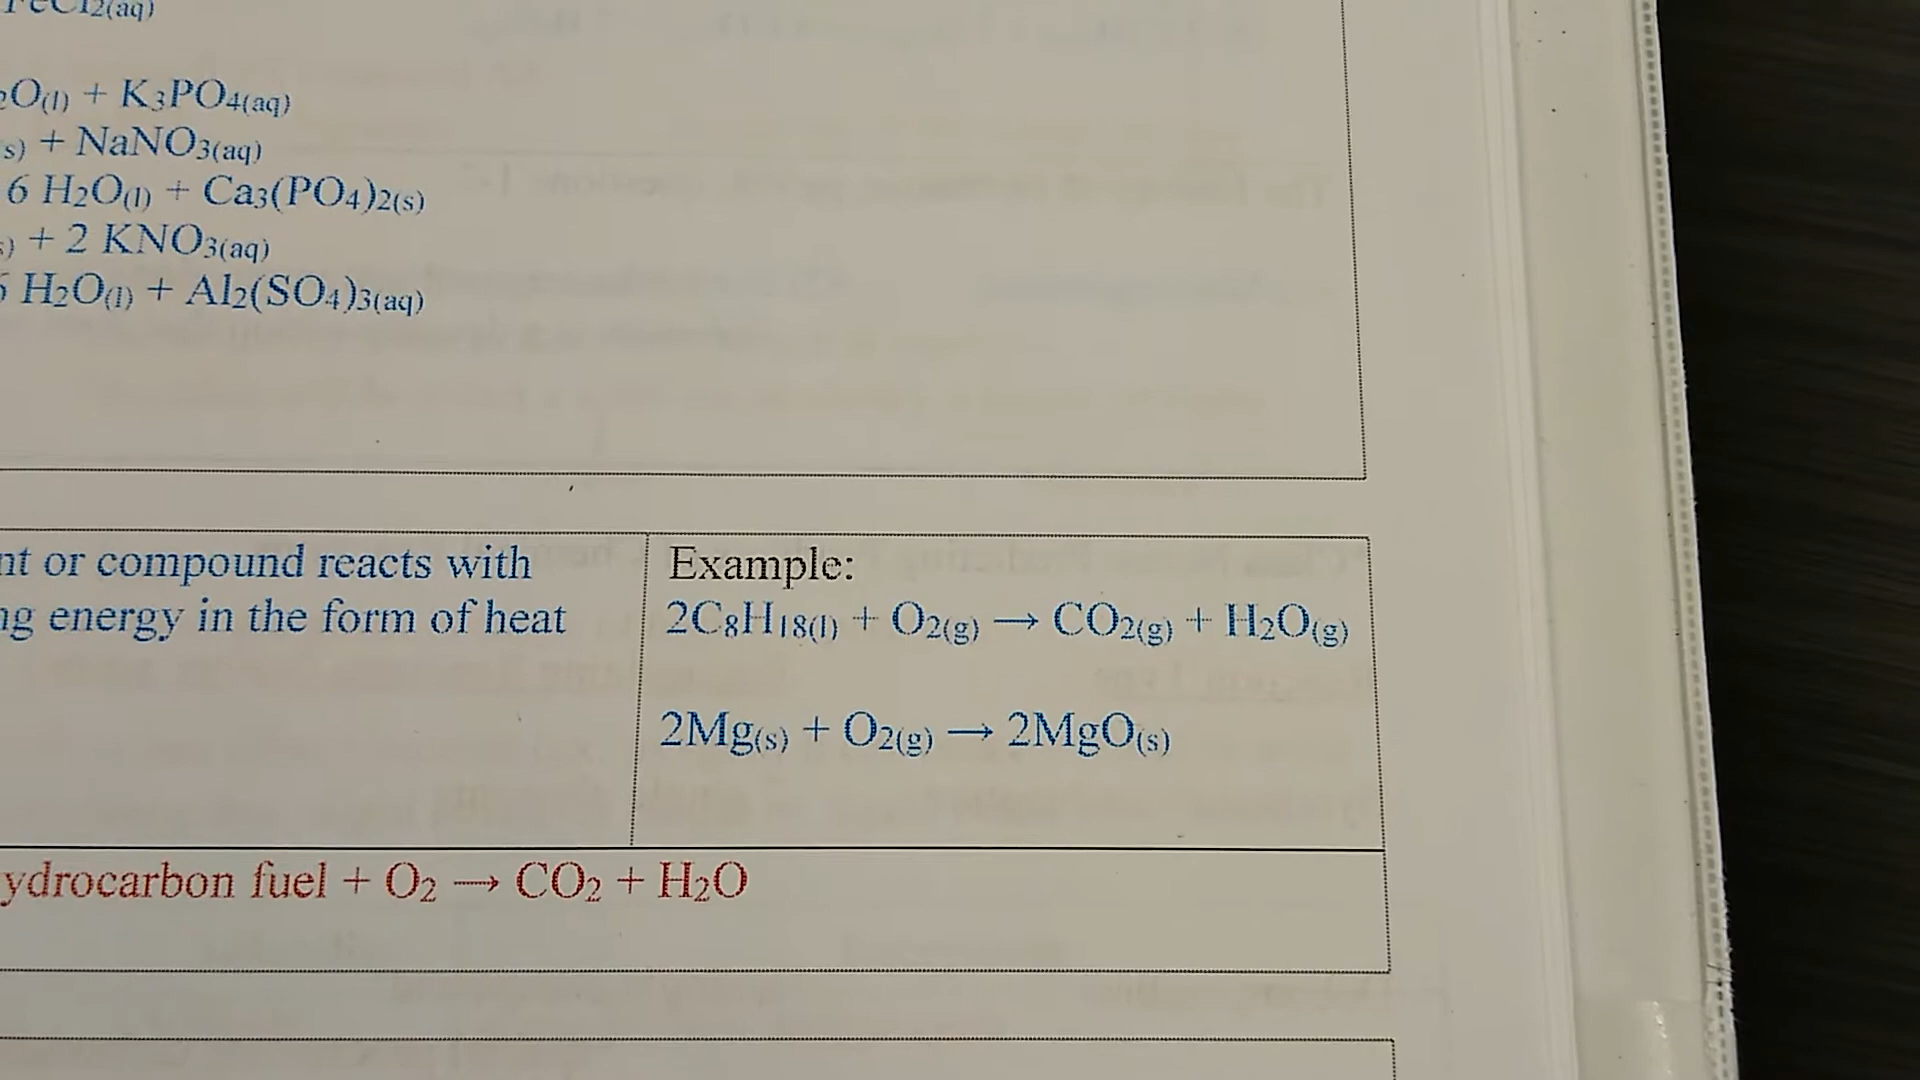 FeCl2(aq)
2O(l) + K3PO4(aq)
s) + NaNO3(aq)
6 H2O(l) + Ca3(PO4)2(s)
s) + 2 KNO3(aq)
6 H2O(l) + Al2(SO4)3(aq)
nt or compound reacts with
ng energy in the form of heat
Example:
2C8H18(l) + O2(g) → CO2(g) + H2O(g)
2Mg(s) + O2(g) → 2MgO(s)
ydrocarbon fuel + O2 → CO2 + H2O